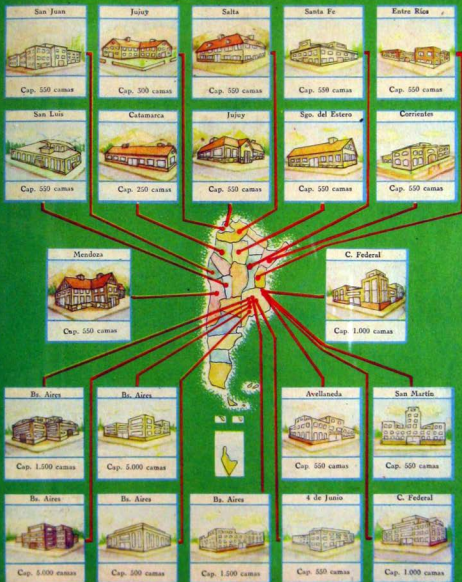 San Juan
Cap. 550 camas
Jujuy
Cap. 300 camas
Salta
Cap. 550 camas
Santa Fe
Cap. 550 camas
Entre Ríos
Cap. 550 camas
San Luis
Cap. 550 camas
Catamarca
Cap. 250 camas
Jujuy
Cap. 550 camas
Sgo. del Estero
Cap. 550 camas
Corrientes
Cap. 550 camas
Mendoza
Cap. 550 camas
C. Federal
Cap. 1.000 camas
Bs. Aires
Cap. 1.500 camas
Bs. Aires
Cap. 5.000 camas
Avellaneda
Cap. 550 camas
San Martín
Cap. 550 camas
Bs. Aires
Cap. 5.000 camas
Bs. Aires
Cap. 500 camas
Bs. Aires
Cap. 1.500 camas
4 de Junio
Cap. 550 camas
C. Federal
Cap. 1.000 camas